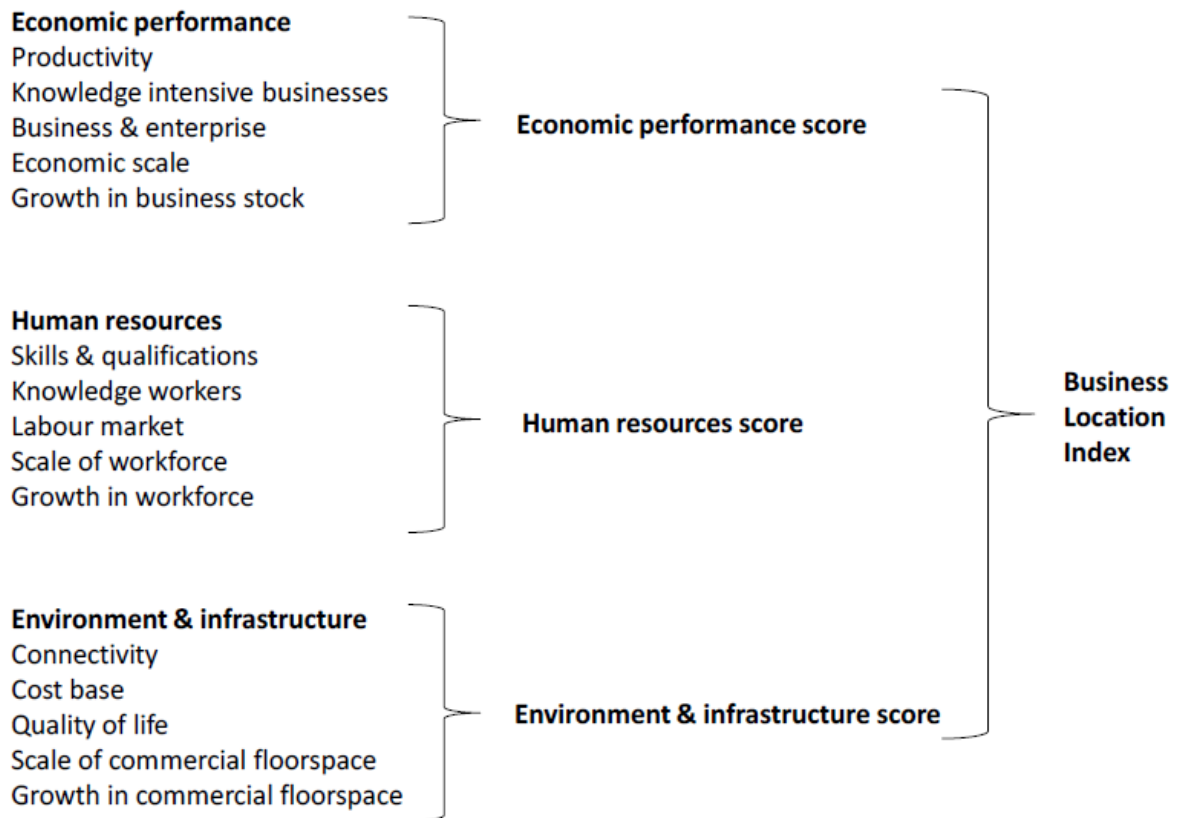 Economic performance
Productivity
Knowledge intensive businesses
Business & enterprise
Economic scale
Growth in business stock
Economic performance score
Human resources
Skills & qualifications
Knowledge workers
Labour market
Scale of workforce
Growth in workforce
Human resources score
Environment & infrastructure
Connectivity
Cost base
Quality of life
Scale of commercial floorspace
Growth in commercial floorspace
Environment & infrastructure score
Business
Location
Index